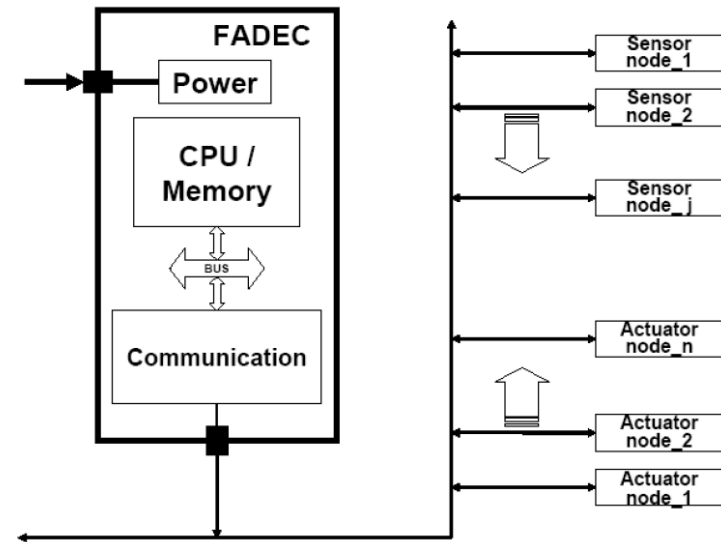 FADEC
Power
CPU /
Memory
BUS
Communication
Sensor
node_1
Sensor
node_2
Sensor
node_j
Actuator
node_n
Actuator
node_2
Actuator
node_1